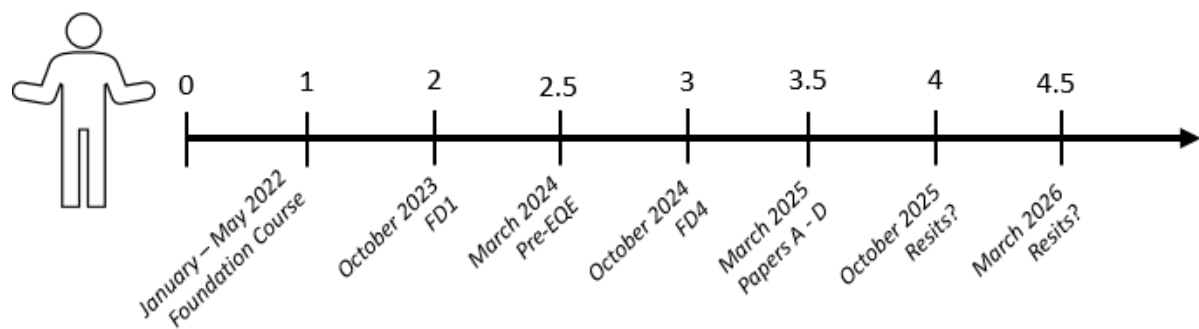 0
1
2
2.5
3
3.5
4
4.5
January – May 2022
Foundation Course
October 2023
FD1
March 2024
Pre-EQE
October 2024
FD4
March 2025
Papers A - D
October 2025
Resits?
March 2026
Resits?